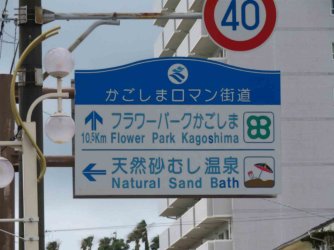 40
かごしまロマン街道
フラワーパークかごしま
10.5Km Flower Park Kagoshima
天然砂むし温泉
Natural Sand Bath